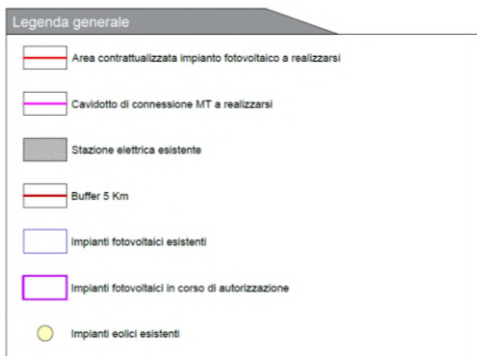 Legenda generale
Area contrattualizzata impianto fotovoltaico a realizzarsi
Cavidotto di connessione MT a realizzarsi
Stazione elettrica esistente
Buffer 5 Km
Impianti fotovoltaici esistenti
Impianti fotovoltaici in corso di autorizzazione
Impianti eolici esistenti